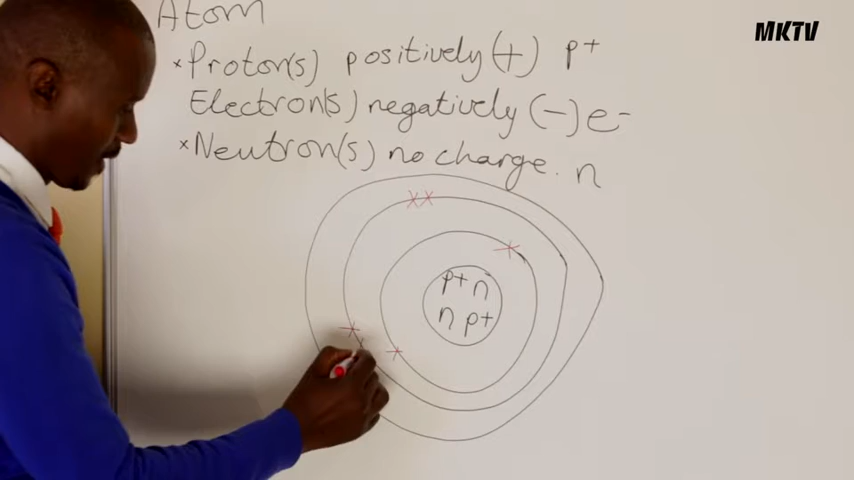 Atom
MKTV
×Proton(s) positively (+) p+
Electron(s) negatively (-) e-
×Neutron(s) no charge. n
p+ n
n p+